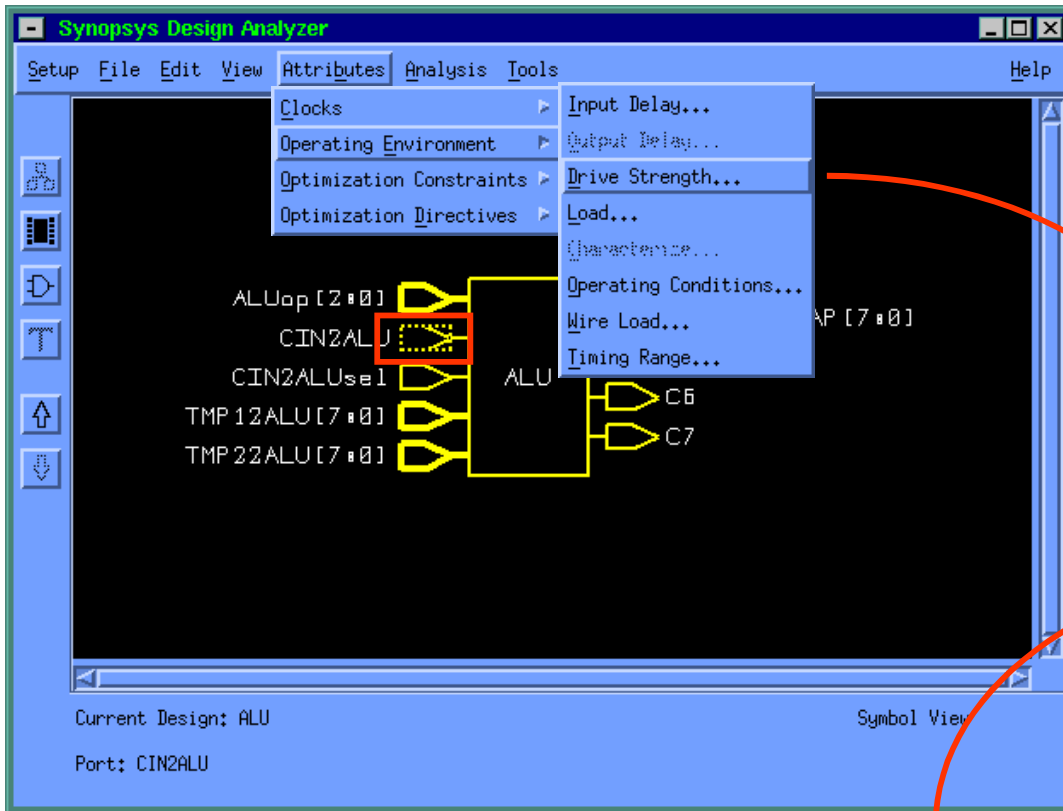 Synopsys Design Analyzer
Setup File Edit View Attributes Analysis Tools Help
Clocks
Operating Environment
Optimization Constraints
Optimization Directives
Input Delay...
Output Delay...
Drive Strength...
Load...
Characterize...
Operating Conditions...
Wire Load...
Timing Range...
ALUop[2:0]
CIN2ALU
CIN2ALUsel
TMP12ALU[7:0]
TMP22ALU[7:0]
ALU
AP[7:0]
C6
C7
Current Design: ALU
Symbol View
Port: CIN2ALU